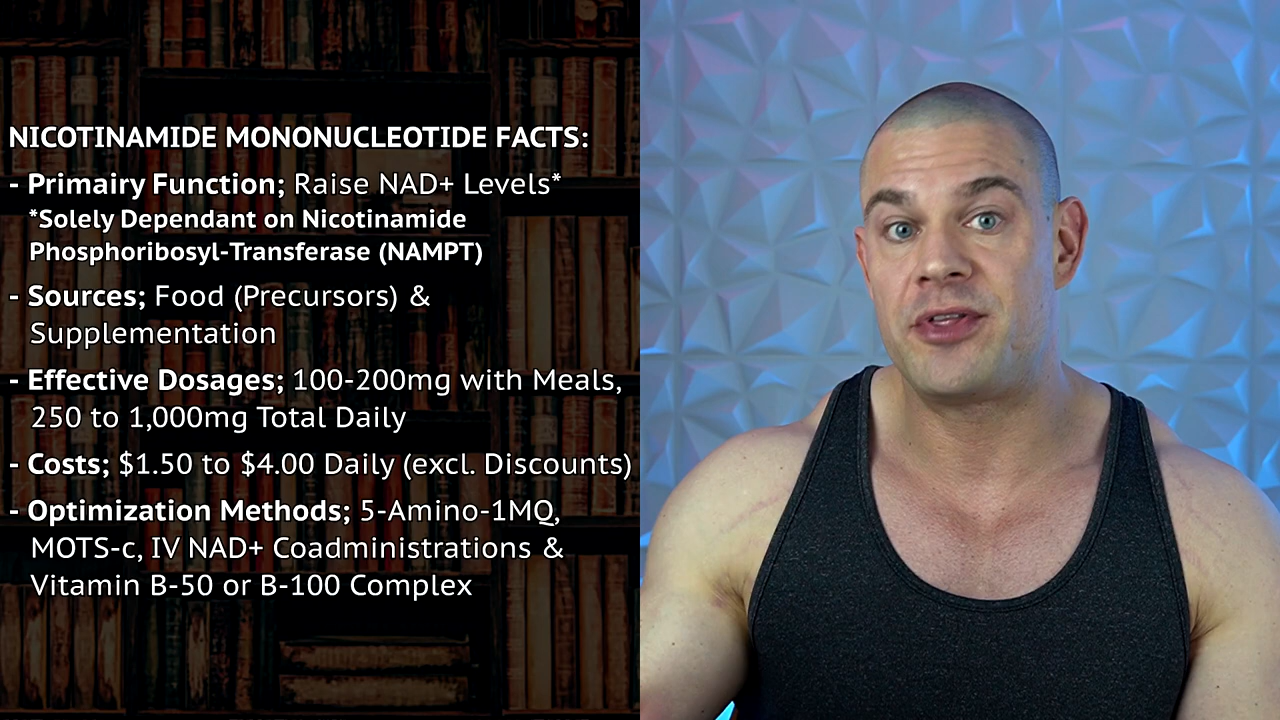 NICOTINAMIDE MONONUCLEOTIDE FACTS:
- Primairy Function; Raise NAD+ Levels*
*Solely Dependant on Nicotinamide
Phosphoribosyl-Transferase (NAMPT)
- Sources; Food (Precursors) &
Supplementation
- Effective Dosages; 100-200mg with Meals,
250 to 1,000mg Total Daily
- Costs; $1.50 to $4.00 Daily (excl. Discounts)
- Optimization Methods; 5-Amino-1MQ,
MOTS-c, IV NAD+ Coadministrations &
Vitamin B-50 or B-100 Complex